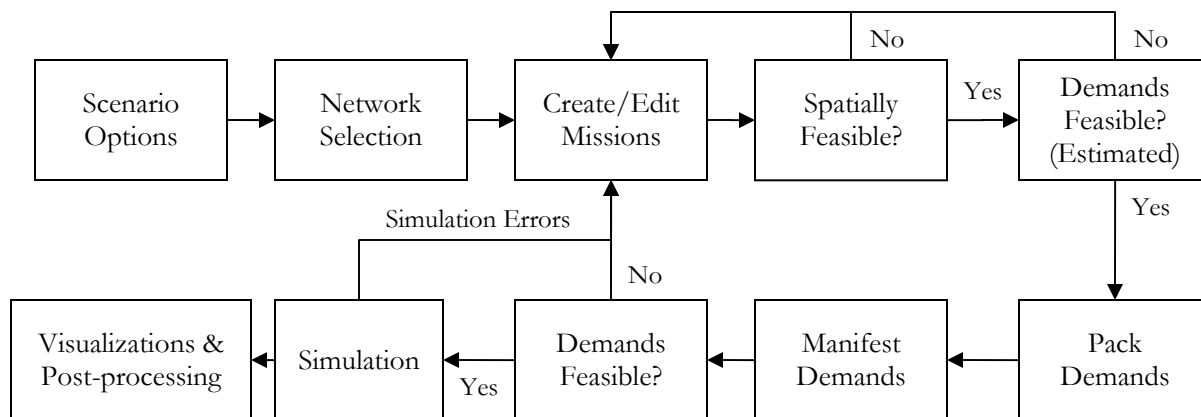 No
No
Scenario
Options
Network
Selection
Create/Edit
Missions
Spatially
Feasible?
Yes
Demands
Feasible?
(Estimated)
Simulation Errors
Yes
No
Visualizations &
Post-processing
Simulation
Yes
Demands
Feasible?
Manifest
Demands
Pack
Demands